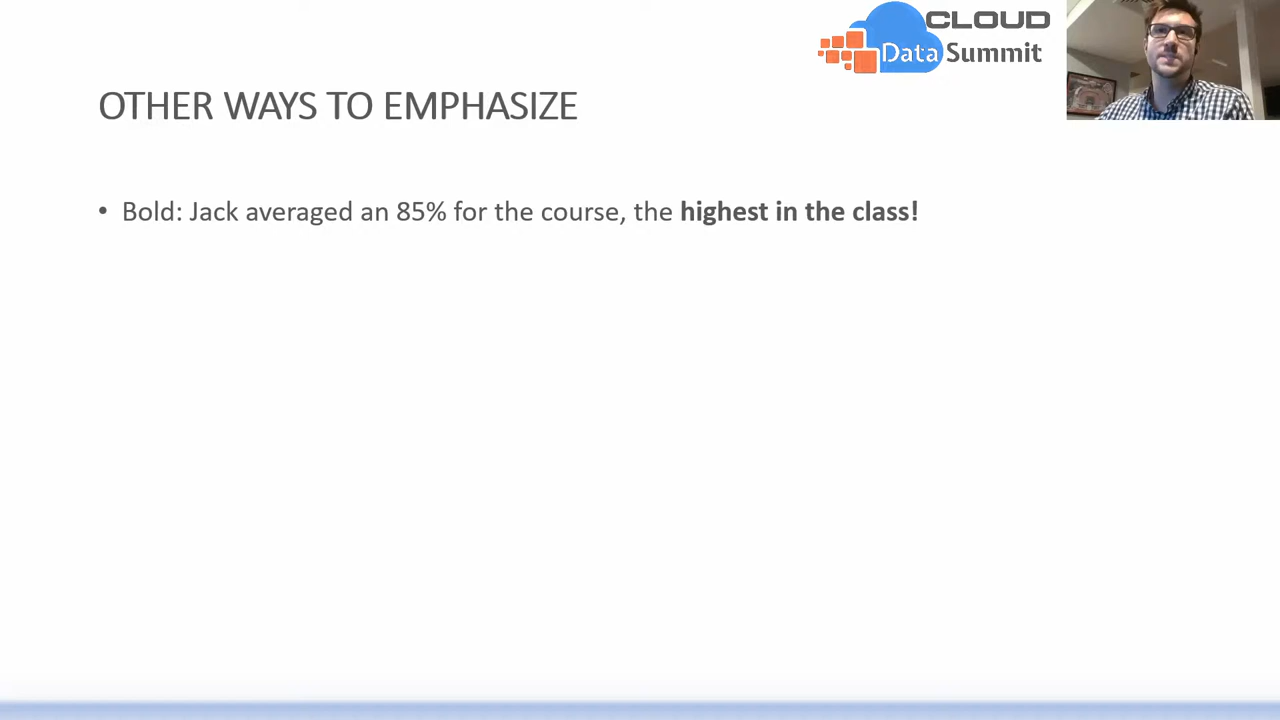 CLOUD
Data Summit
OTHER WAYS TO EMPHASIZE
• Bold: Jack averaged an 85% for the course, the highest in the class!